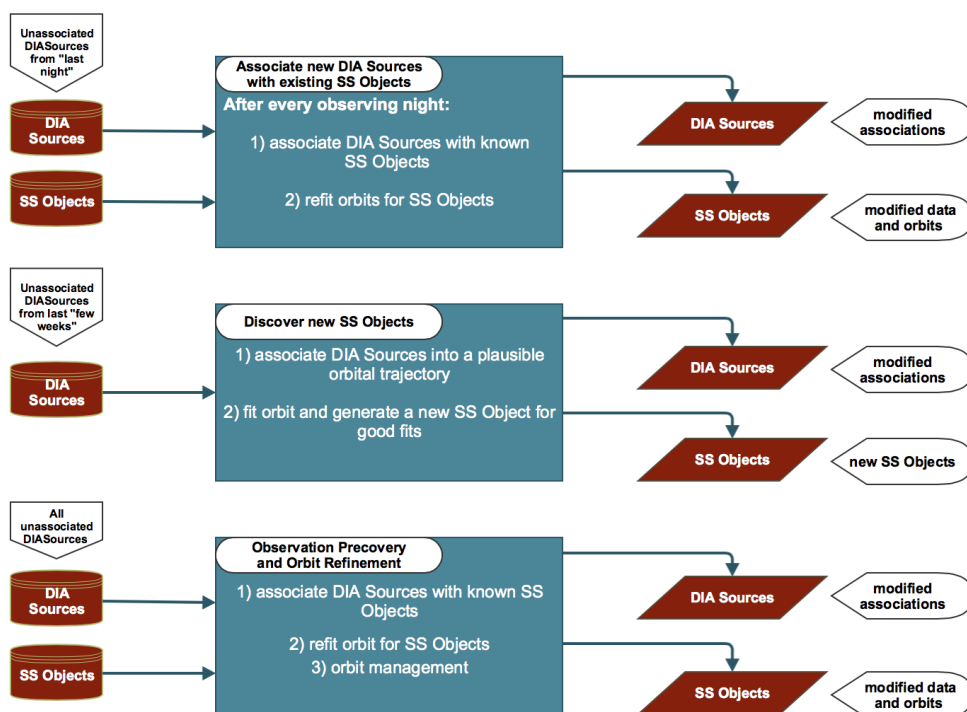 Unassociated
DIASources
from "last
night"
DIA
Sources
SS Objects
Associate new DIA Sources
with existing SS Objects
After every observing night:
1) associate DIA Sources with known
SS Objects
2) refit orbits for SS Objects
DIA Sources
modified
associations
SS Objects
modified data
and orbits
Unassociated
DIASources
from last "few
weeks"
DIA
Sources
Discover new SS Objects
1) associate DIA Sources into a plausible
orbital trajectory
2) fit orbit and generate a new SS Object for
good fits
DIA Sources
modified
associations
SS Objects
new SS Objects
All
unassociated
DIASources
DIA
Sources
SS Objects
Observation Precovery
and Orbit Refinement
1) associate DIA Sources with known SS
Objects
2) refit orbit for SS Objects
3) orbit management
DIA Sources
modified
associations
SS Objects
modified data
and orbits